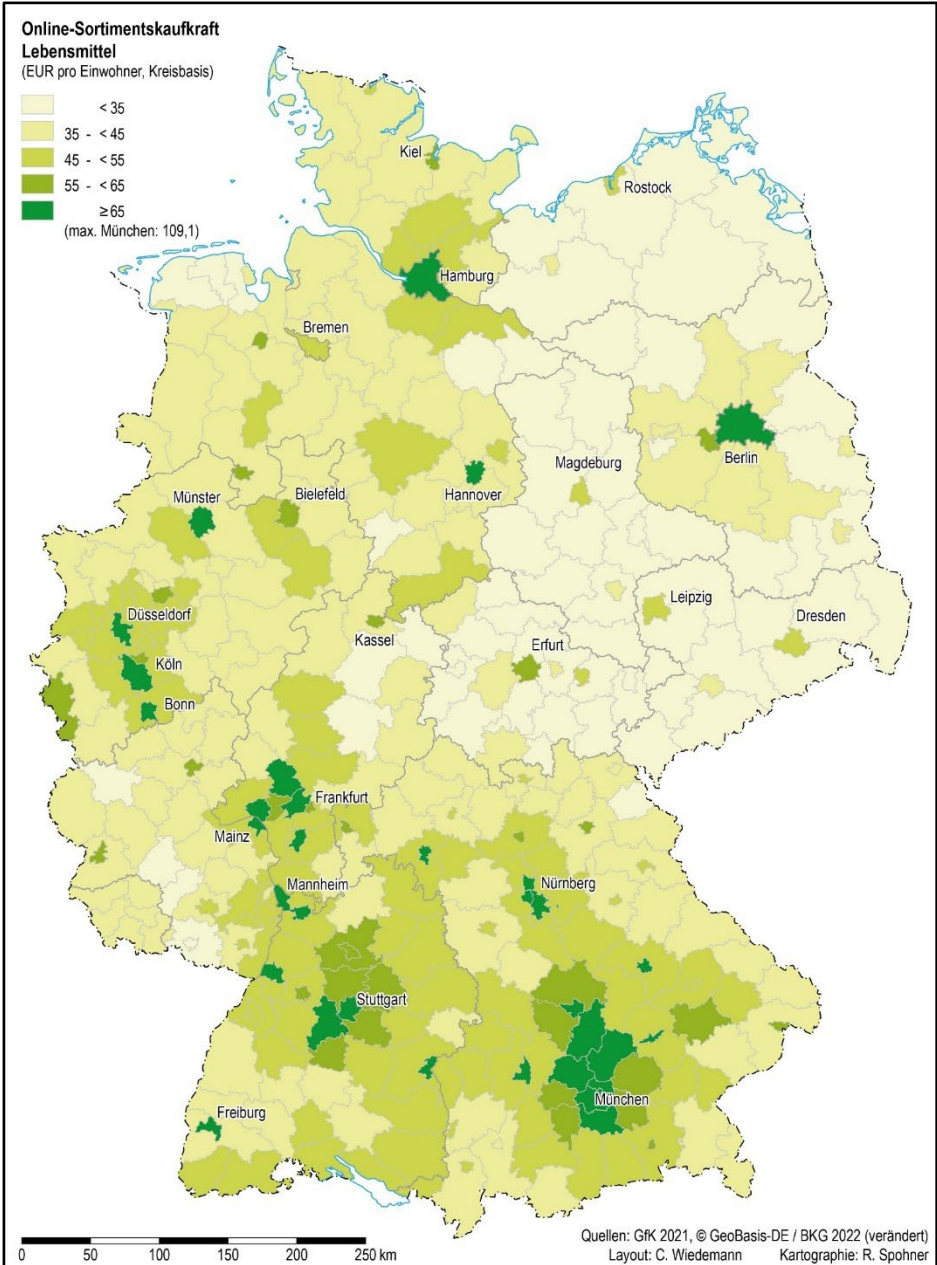 Online-Sortimentskaufkraft
Lebensmittel
(EUR pro Einwohner, Kreisbasis)
< 35
35 - < 45
45 - < 55
55 - < 65
≥ 65
(max. München: 109,1)
Kiel
Rostock
Hamburg
Bremen
Berlin
Magdeburg
Hannover
Bielefeld
Münster
Düsseldorf
Leipzig
Dresden
Kassel
Erfurt
Köln
Bonn
Frankfurt
Mainz
Mannheim
Nürnberg
Stuttgart
München
Freiburg
0 50 100 150 200 250 km
Quellen: GfK 2021, © GeoBasis-DE / BKG 2022 (verändert)
Layout: C. Wiedemann Kartographie: R. Spohner